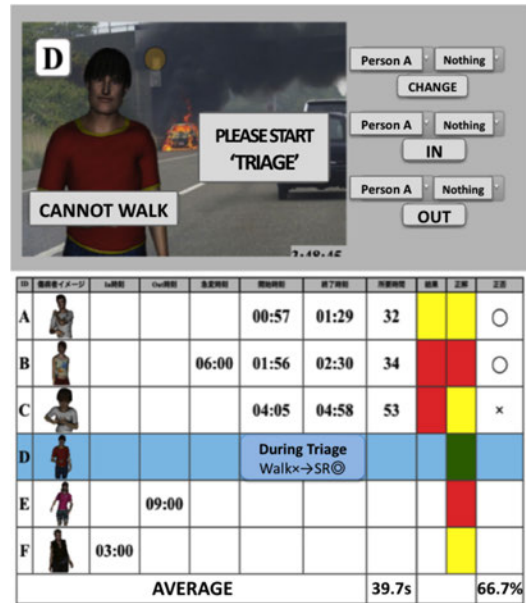 D
PLEASE START
'TRIAGE'
CANNOT WALK
Person A Nothing
CHANGE
Person A Nothing
IN
Person A Nothing
OUT
ID 傷病者イメージ In時刻 Out時刻 急変時刻 開始時刻 終了時刻 所要時間 結果 正解 正否
A 00:57 01:29 32 ○
B 06:00 01:56 02:30 34 ○
C 04:05 04:58 53 ×
D During Triage
Walk×→SR◎
E 09:00
F 03:00
AVERAGE 39.7s 66.7%